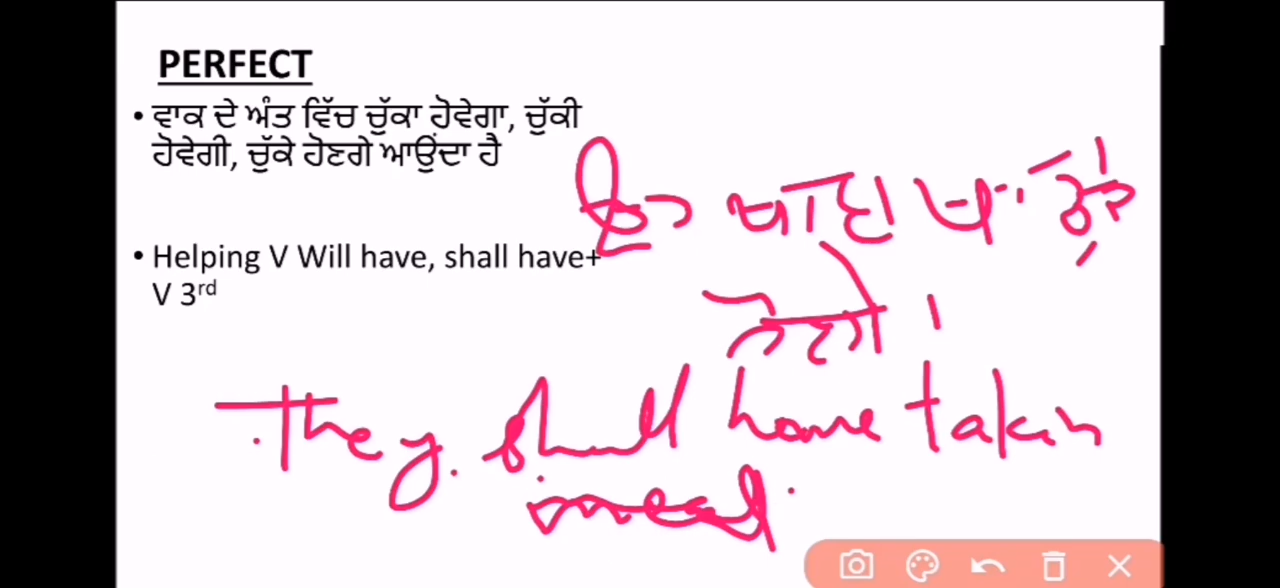 PERFECT
• ਵਾਕ ਦੇ ਅੰਤ ਵਿੱਚ ਚੁੱਕਾ ਹੋਵੇਗਾ, ਚੁੱਕੀ
ਹੋਵੇਗੀ, ਚੁੱਕੇ ਹੋਣਗੇ ਆਉਂਦਾ ਹੈ
ਉਹ ਖਾਣਾ ਖਾ ਚੁੱਕੇ
• Helping V Will have, shall have+
V 3rd
ਹੋਣਗੇ ।
They shall have taken
meal.